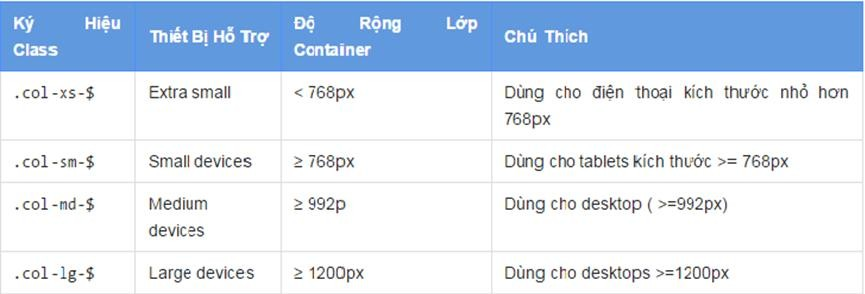 Ký Hiệu
Class
Thiết Bị Hỗ Trợ
Độ Rộng Lớp
Container
Chú Thích
.col-xs-$
Extra small
< 768px
Dùng cho điện thoại kích thước nhỏ hơn
768px
.col-sm-$
Small devices
≥ 768px
Dùng cho tablets kích thước >= 768px
.col-md-$
Medium
devices
≥ 992p
Dùng cho desktop ( >=992px)
.col-lg-$
Large devices
≥ 1200px
Dùng cho desktops >=1200px